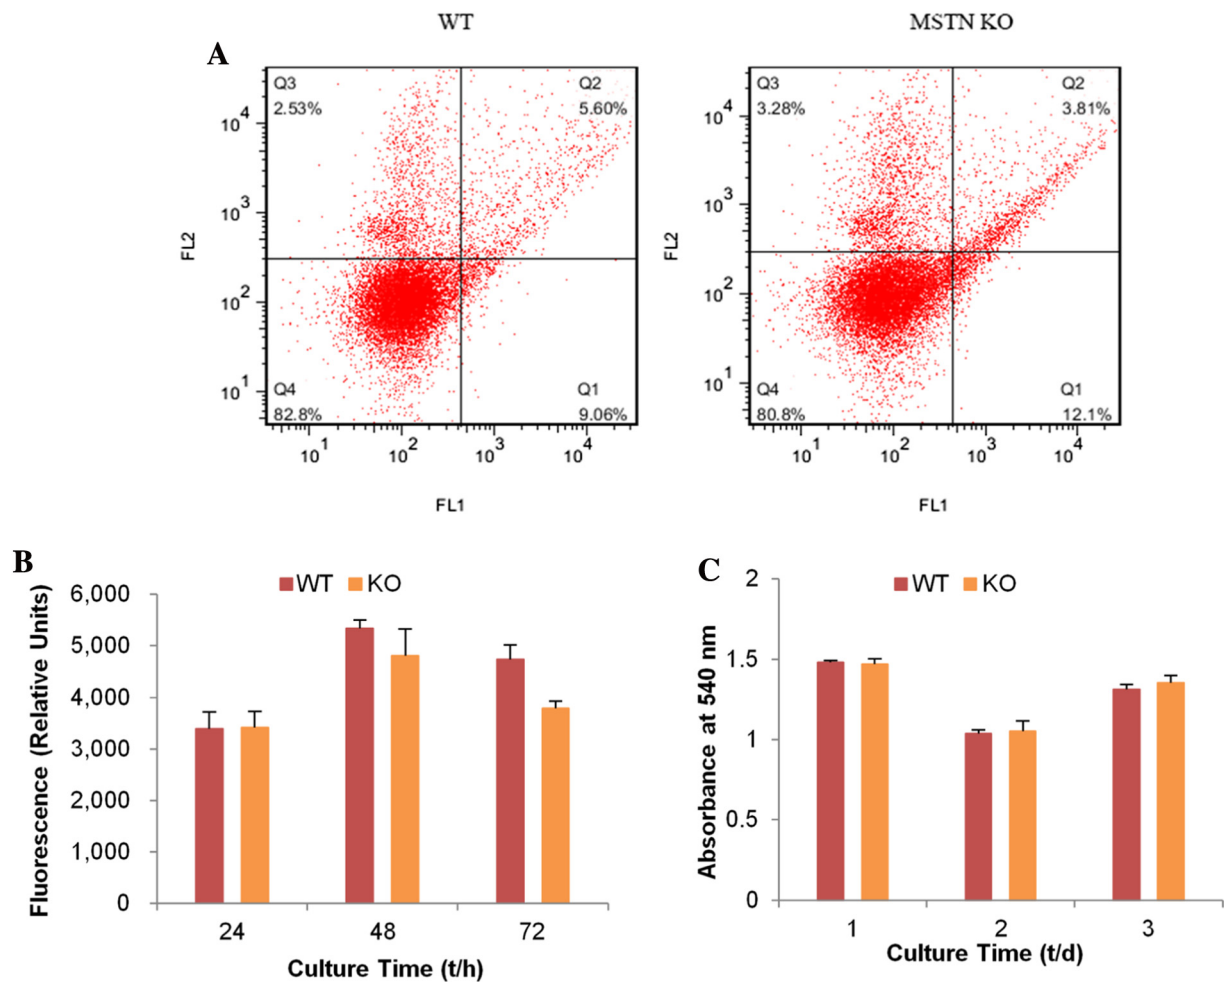 WT
MSTN KO
A
Q3
2.53%
Q2
5.60%
Q4
82.8%
Q1
9.06%
10^4
10^3
10^2
10^1
FL2
10^1 10^2 10^3 10^4
FL1
Q3
3.28%
Q2
3.81%
Q4
80.8%
Q1
12.1%
10^4
10^3
10^2
10^1
FL2
10^1 10^2 10^3 10^4
FL1
B
WT KO
Fluorescence (Relative Units)
6,000
5,000
4,000
3,000
2,000
1,000
0
24 48 72
Culture Time (t/h)
C
WT KO
Absorbance at 540 nm
2
1.5
1
0.5
0
1 2 3
Culture Time (t/d)